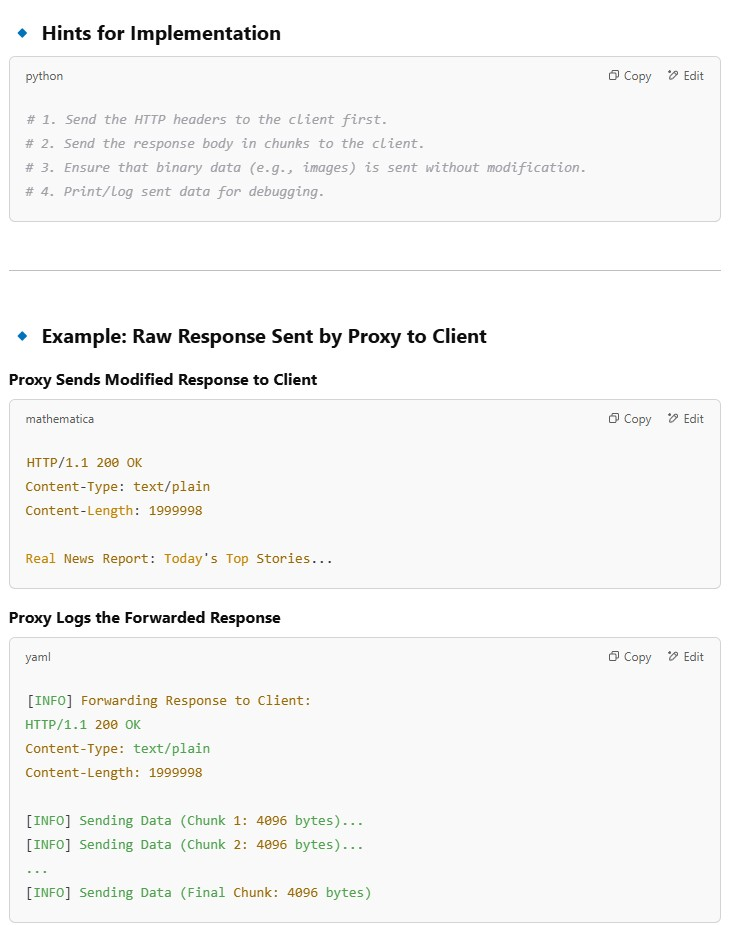 Hints for Implementation
python
Copy
Edit
# 1. Send the HTTP headers to the client first.
# 2. Send the response body in chunks to the client.
# 3. Ensure that binary data (e.g., images) is sent without modification.
# 4. Print/log sent data for debugging.
Example: Raw Response Sent by Proxy to Client
Proxy Sends Modified Response to Client
mathematica
Copy
Edit
HTTP/1.1 200 OK
Content-Type: text/plain
Content-Length: 1999998
Real News Report: Today's Top Stories...
Proxy Logs the Forwarded Response
yaml
Copy
Edit
[INFO] Forwarding Response to Client:
HTTP/1.1 200 OK
Content-Type: text/plain
Content-Length: 1999998
[INFO] Sending Data (Chunk 1: 4096 bytes)...
[INFO] Sending Data (Chunk 2: 4096 bytes)...
...
[INFO] Sending Data (Final Chunk: 4096 bytes)